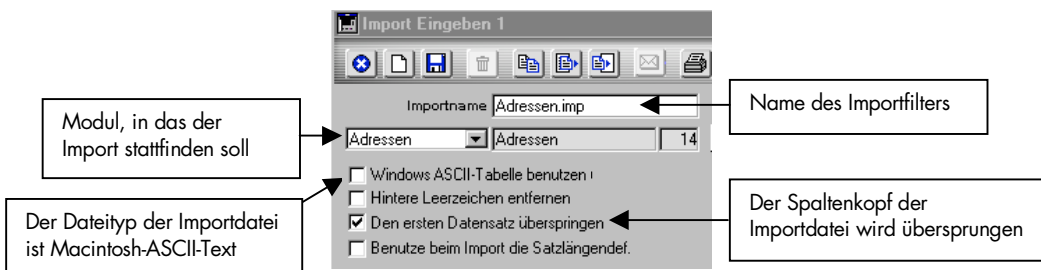 Import Eingeben 1
Importname Adressen.imp
Name des Importfilters
Modul, in das der
Import stattfinden soll
Adressen Adressen 14
Windows ASCII-Tabelle benutzen
Hintere Leerzeichen entfernen
Den ersten Datensatz überspringen
Benutze beim Import die Satzlängendef.
Der Dateityp der Importdatei
ist Macintosh-ASCII-Text
Der Spaltenkopf der
Importdatei wird übersprungen